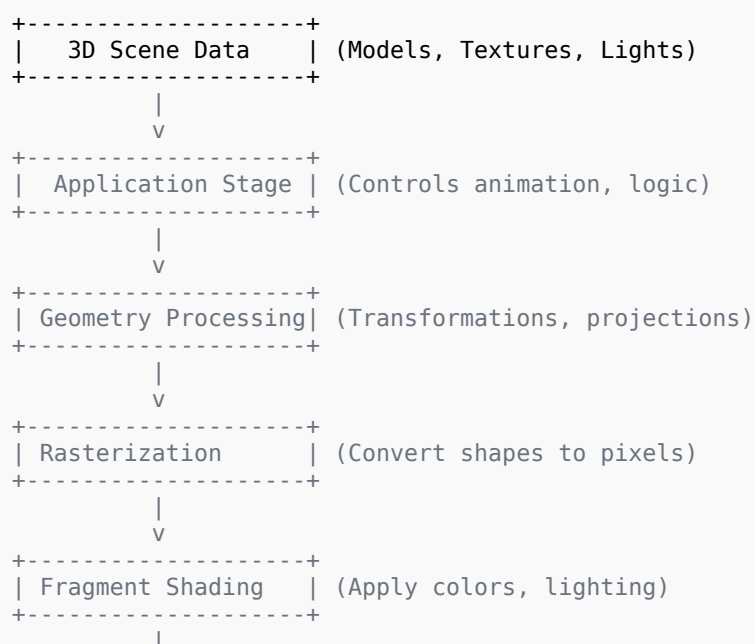 +--------------------+
|   3D Scene Data    | (Models, Textures, Lights)
+--------------------+
          |
          v
+--------------------+
|  Application Stage | (Controls animation, logic)
+--------------------+
          |
          v
+--------------------+
| Geometry Processing| (Transformations, projections)
+--------------------+
          |
          v
+--------------------+
| Rasterization      | (Convert shapes to pixels)
+--------------------+
          |
          v
+--------------------+
| Fragment Shading   | (Apply colors, lighting)
+--------------------+
          |